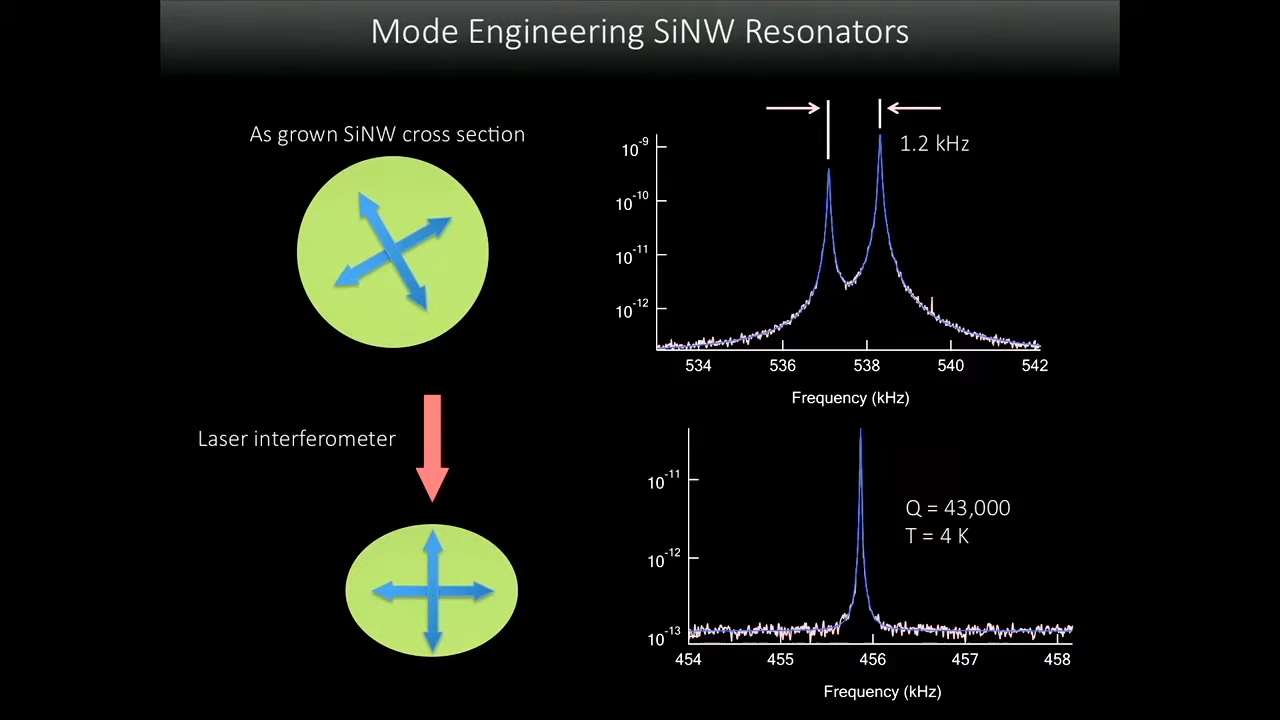 Mode Engineering SiNW Resonators
As grown SiNW cross section
1.2 kHz
10⁻⁹
10⁻¹⁰
10⁻¹¹
10⁻¹²
534 536 538 540 542
Frequency (kHz)
Laser interferometer
10⁻¹¹
10⁻¹²
10⁻¹³
Q = 43,000
T = 4 K
454 455 456 457 458
Frequency (kHz)